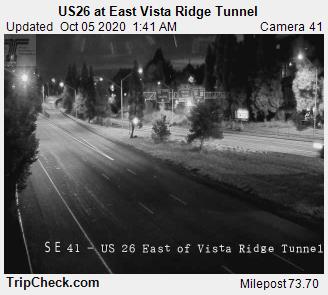 US26 at East Vista Ridge Tunnel
Updated Oct 05 2020 1:41 AM Camera 41
SE 41 - US 26 East of Vista Ridge Tunnel
TripCheck.com Milepost 73.70